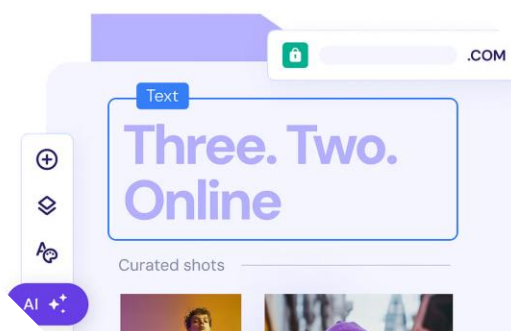 .COM
Text
Three. Two.
Online
Curated shots
AI